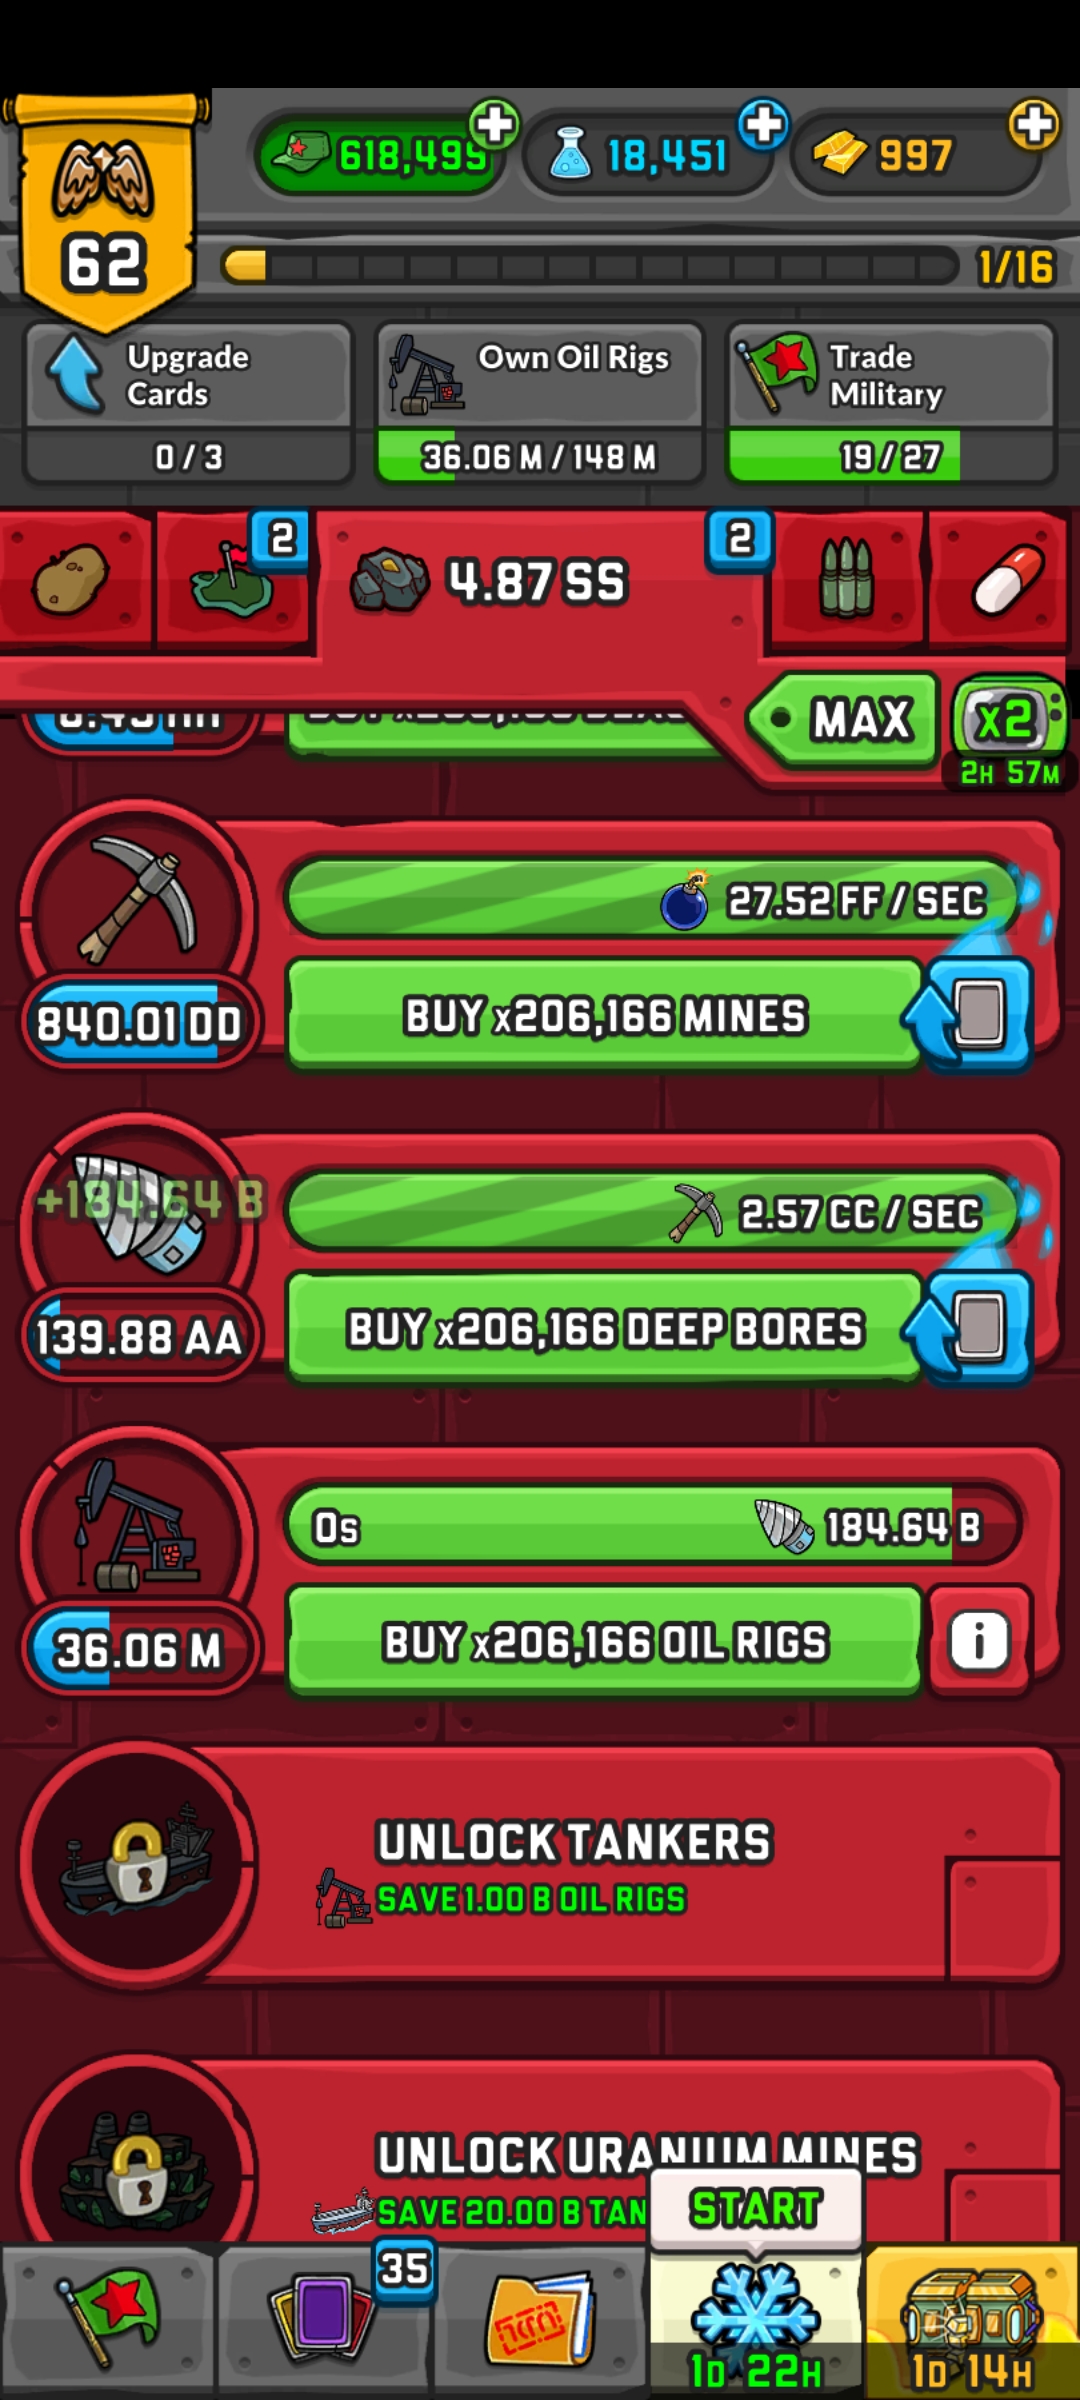 618,499
18,451
997
62
1/16
Upgrade
Cards
0 / 3
Own Oil Rigs
36.06 M / 148 M
Trade
Military
19 / 27
2
4.87 SS
2
MAX
x2
2H 57M
27.52 FF / SEC
840.01 DD
BUY x206,166 MINES
+184.64 B
2.57 CC / SEC
139.88 AA
BUY x206,166 DEEP BORES
0s
184.64 B
36.06 M
BUY x206,166 OIL RIGS
i
UNLOCK TANKERS
SAVE 1.00 B OIL RIGS
UNLOCK URANIUM MINES
SAVE 20.00 B TAN
START
35
1D 22H
1D 14H